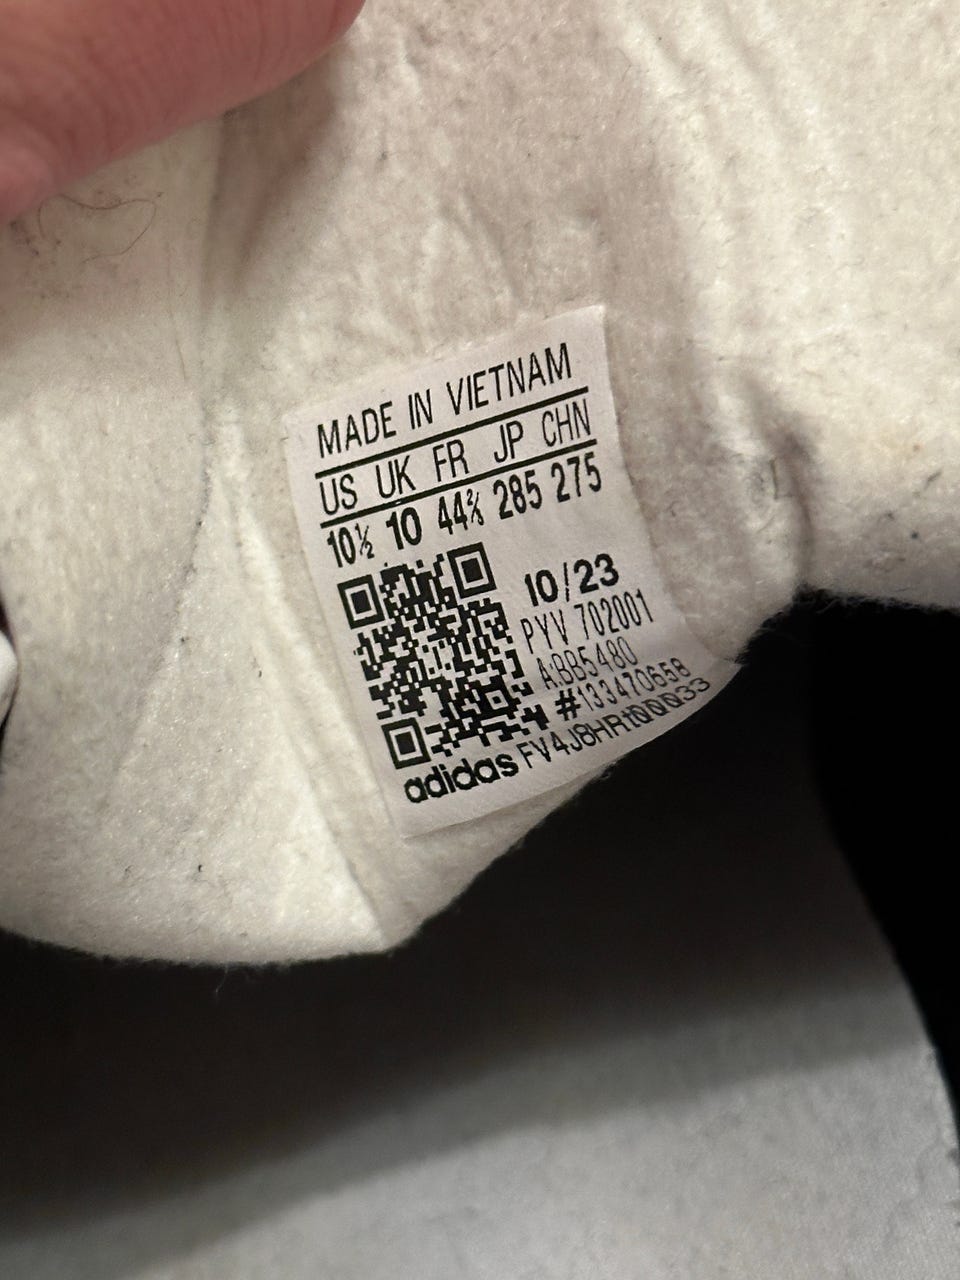 MADE IN VIETNAM
US UK FR JP CHN
10½ 10 44⅔ 285 275
10/23
PYV 702001
A:BB5480
#133470658
adidas